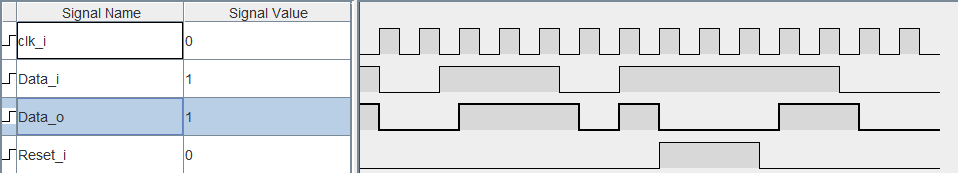 Signal Name Signal Value
clk_i 0
Data_i 1
Data_o 1
Reset_i 0